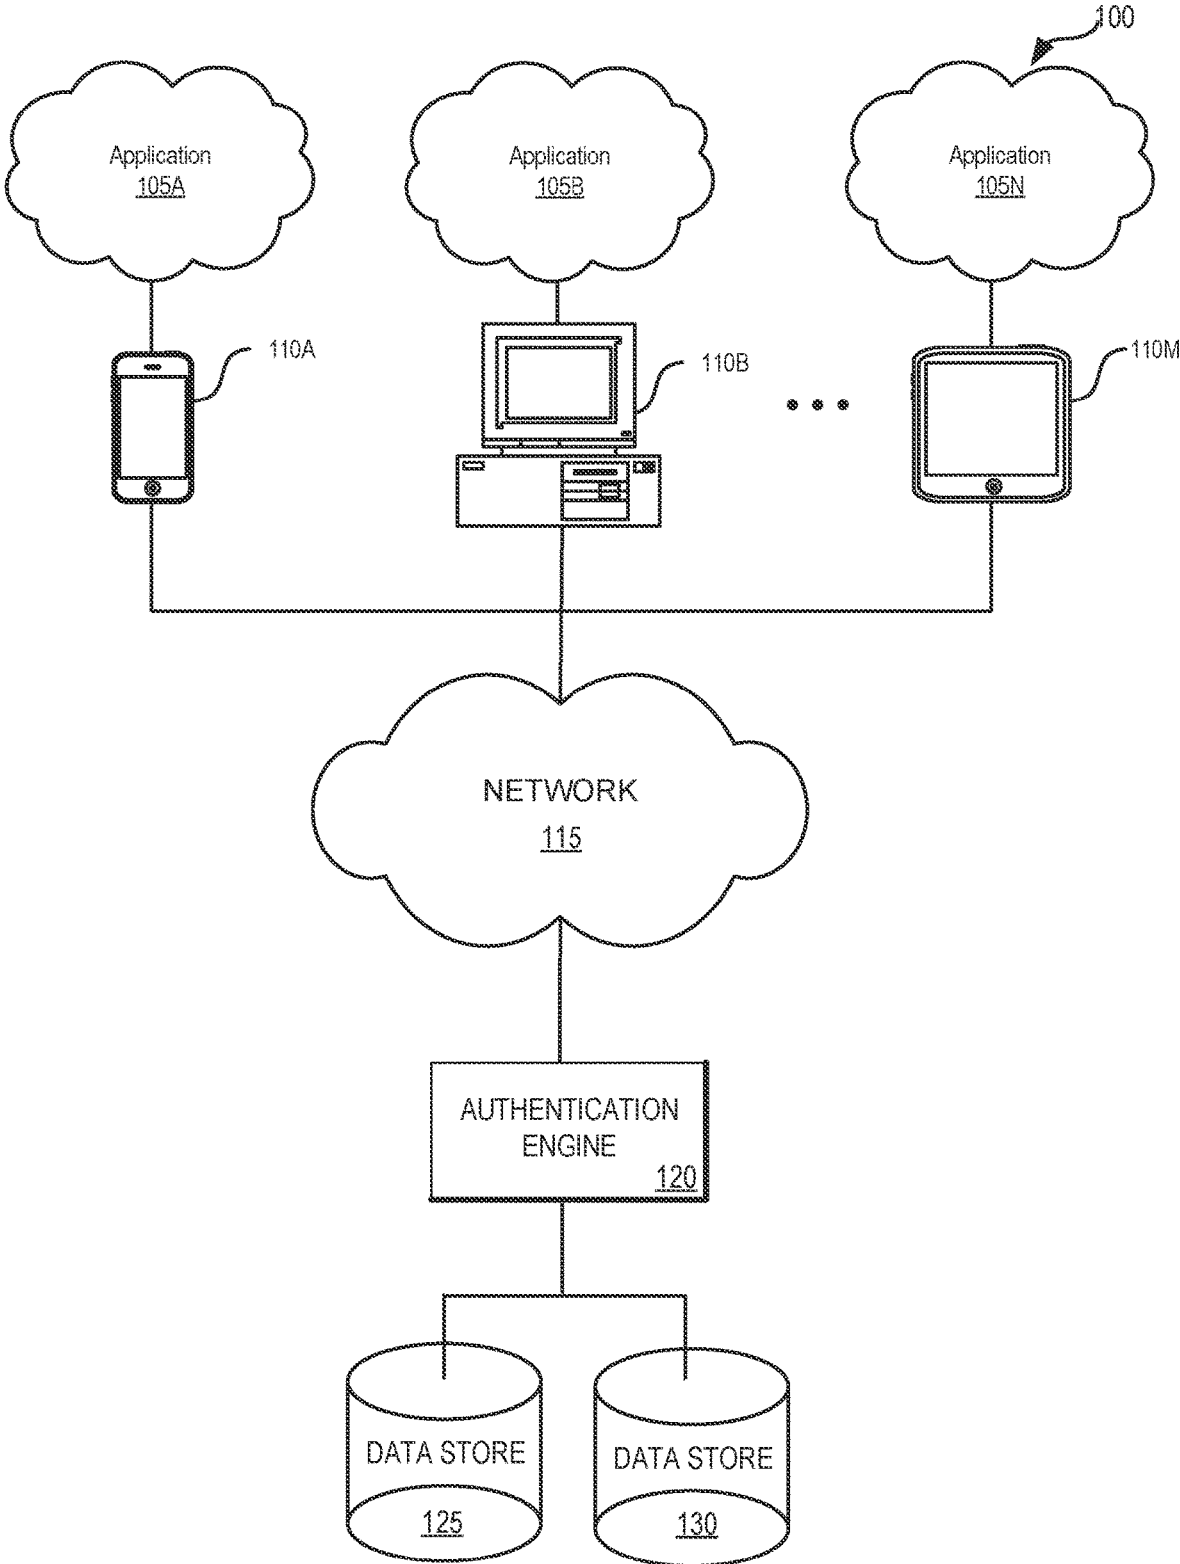 100
Application
105A
Application
105B
Application
105N
110A
110B
110M
NETWORK
115
AUTHENTICATION
ENGINE
120
DATA STORE
125
DATA STORE
130